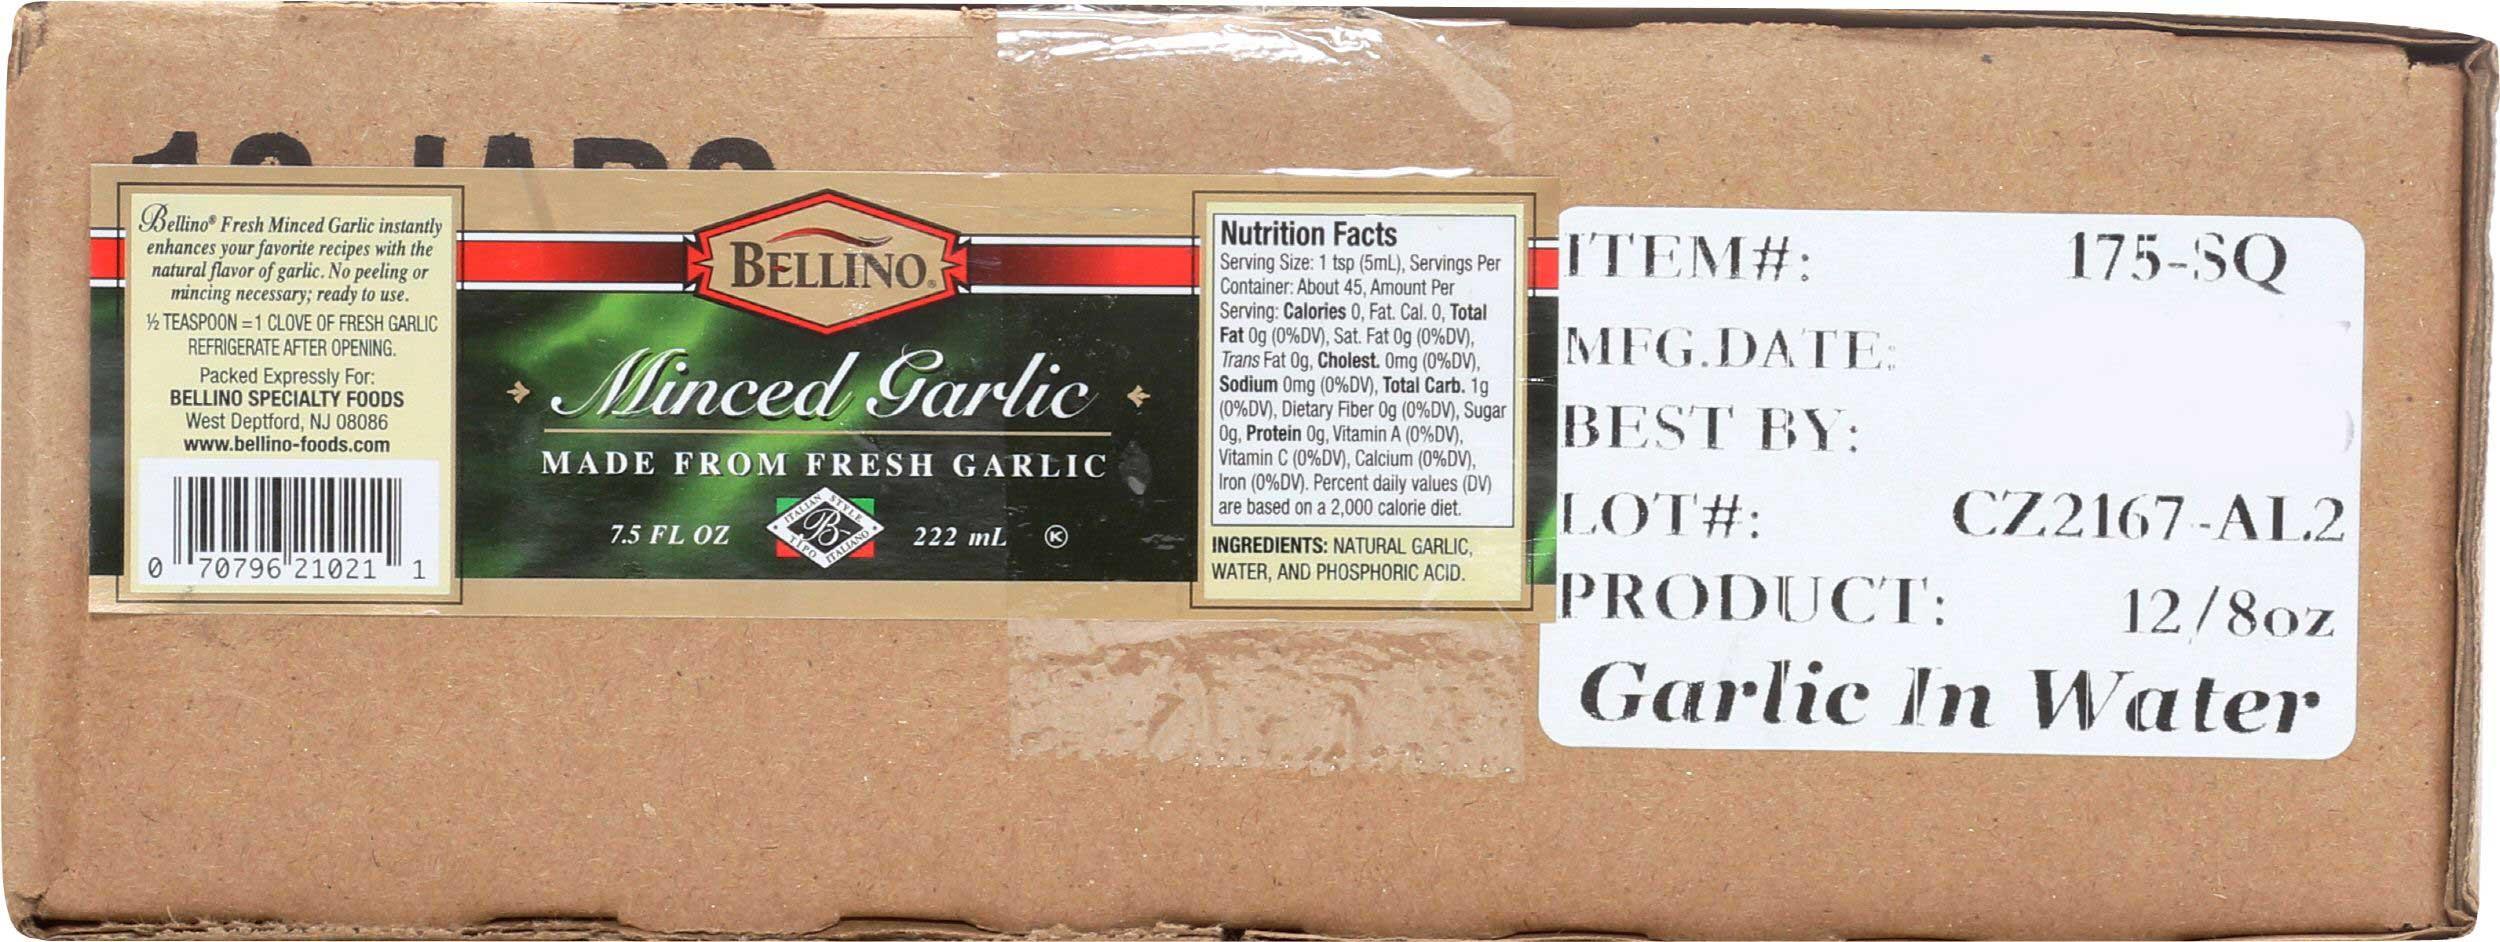 Bellino® Fresh Minced Garlic instantly
enhances your favorite recipes with the
natural flavor of garlic. No peeling or
mincing necessary; ready to use.
½ TEASPOON = 1 CLOVE OF FRESH GARLIC
REFRIGERATE AFTER OPENING.
Packed Expressly For:
BELLINO SPECIALTY FOODS
West Deptford, NJ 08086
www.bellino-foods.com
0 70796 21021 1
BELLINO®
Minced Garlic
MADE FROM FRESH GARLIC
7.5 FL OZ
ITALIAN STYLE
B
TIPO ITALIANO
222 mL
K
Nutrition Facts
Serving Size: 1 tsp (5mL), Servings Per
Container: About 45, Amount Per
Serving: Calories 0, Fat. Cal. 0, Total
Fat 0g (0%DV), Sat. Fat 0g (0%DV),
Trans Fat 0g, Cholest. 0mg (0%DV),
Sodium 0mg (0%DV), Total Carb. 1g
(0%DV), Dietary Fiber 0g (0%DV), Sugar
0g, Protein 0g, Vitamin A (0%DV),
Vitamin C (0%DV), Calcium (0%DV),
Iron (0%DV). Percent daily values (DV)
are based on a 2,000 calorie diet.
INGREDIENTS: NATURAL GARLIC,
WATER, AND PHOSPHORIC ACID.
ITEM#: 175-SQ
MFG.DATE:
BEST BY:
LOT#: CZ2167-AL2
PRODUCT: 12/8oz
Garlic In Water